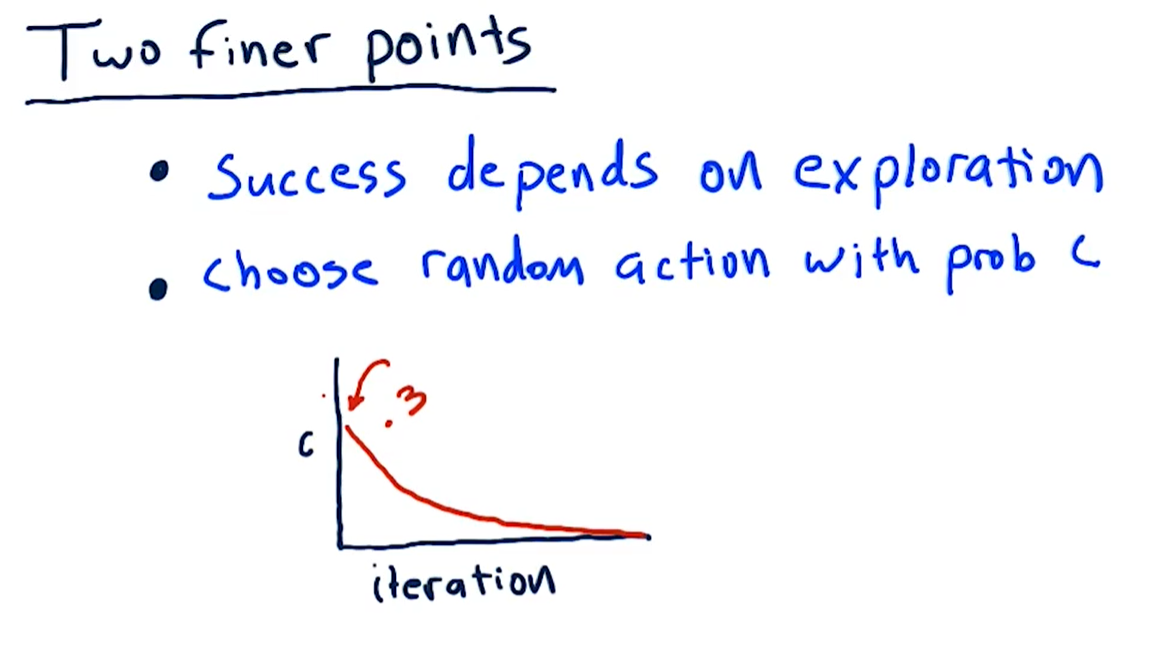 Two finer points
• Success depends on exploration
• choose random action with prob c
.3
c
iteration